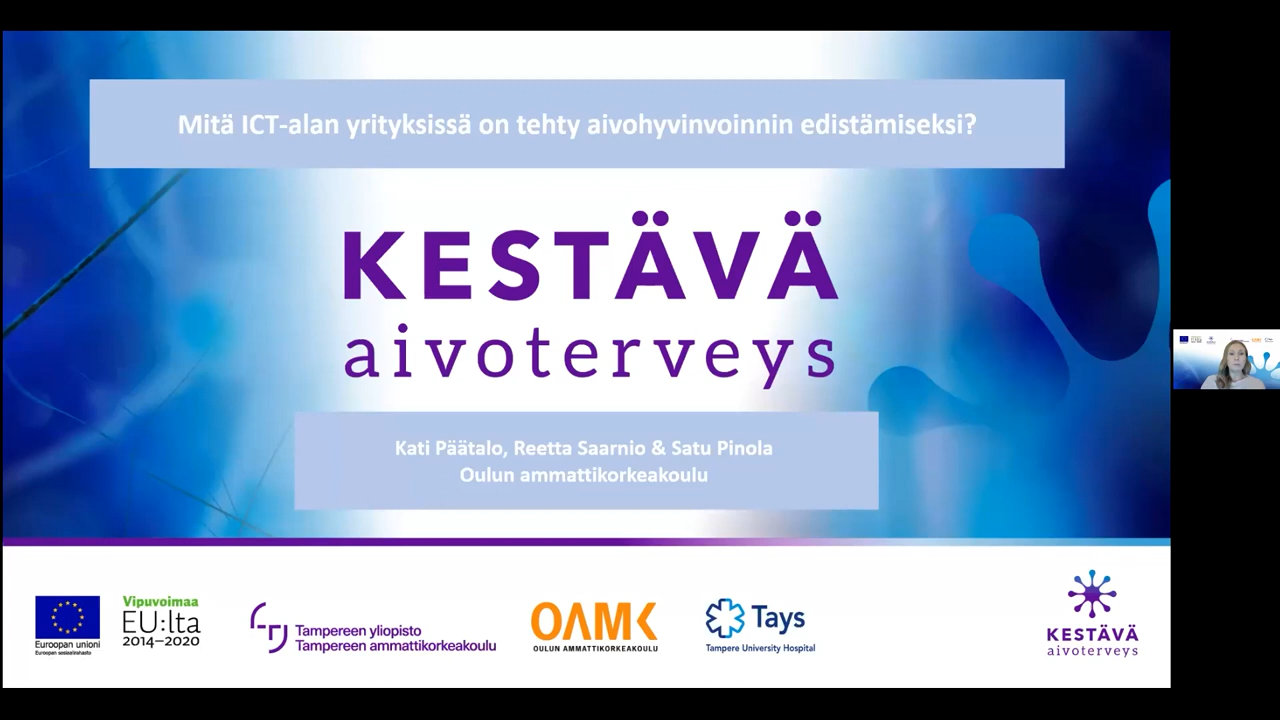 Mitä ICT-alan yrityksissä on tehty aivohyvinvoinnin edistämiseksi?
KESTÄVÄ
aivoterveys
Kati Päätalo, Reetta Saarnio & Satu Pinola
Oulun ammattikorkeakoulu
Euroopan unioni
Euroopan sosiaalirahasto
Vipuvoimaa
EU:lta
2014–2020
Tampereen yliopisto
Tampereen ammattikorkeakoulu
OAMK
OULUN AMMATTIKORKEAKOULU
Tays
Tampere University Hospital
KESTÄVÄ
aivoterveys